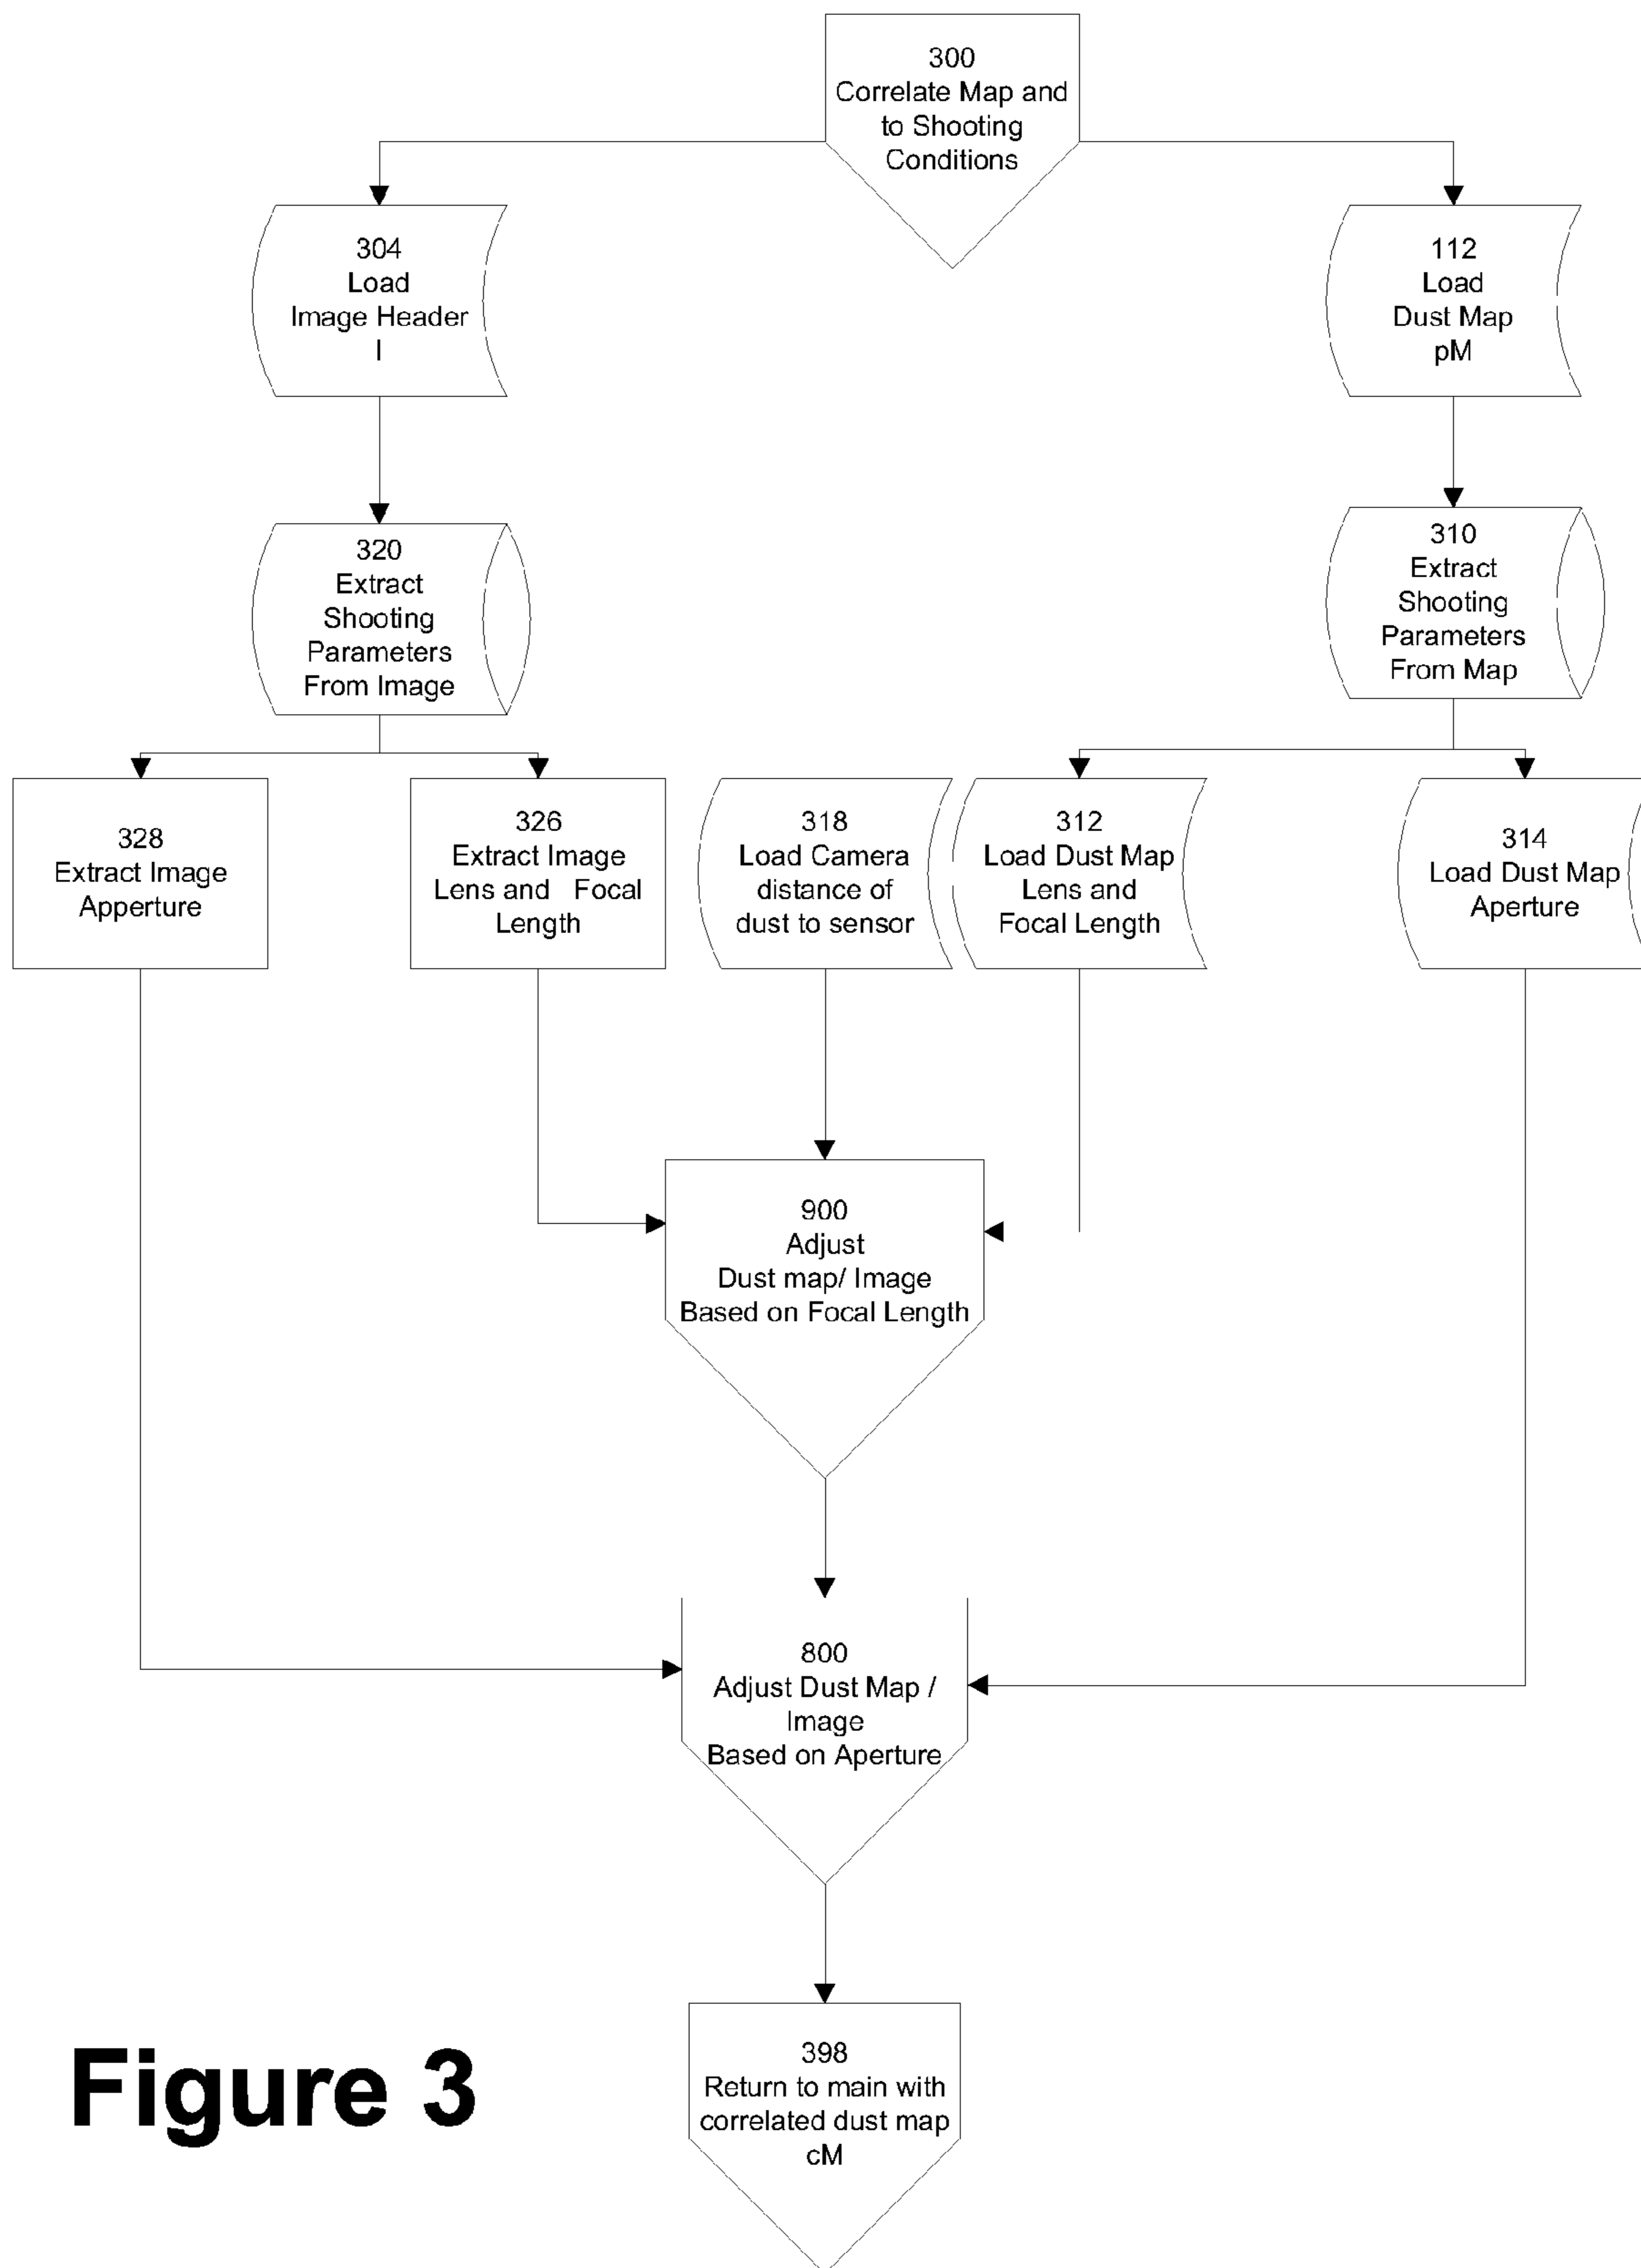 300
Correlate Map and
to Shooting
Conditions
304
Load
Image Header
I
112
Load
Dust Map
pM
320
Extract
Shooting
Parameters
From Image
310
Extract
Shooting
Parameters
From Map
328
Extract Image
Apperture
326
Extract Image
Lens and Focal
Length
318
Load Camera
distance of
dust to sensor
312
Load Dust Map
Lens and
Focal Length
314
Load Dust Map
Aperture
900
Adjust
Dust map/ Image
Based on Focal Length
800
Adjust Dust Map /
Image
Based on Aperture
398
Return to main with
correlated dust map
cM
Figure 3